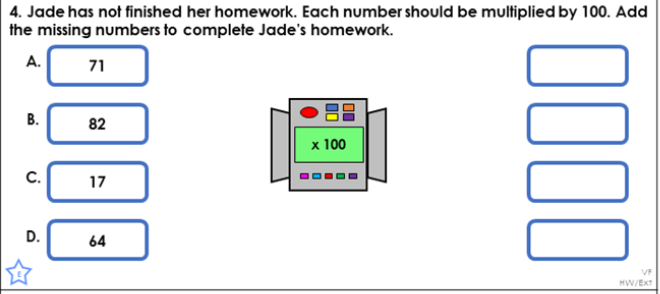 4. Jade has not finished her homework. Each number should be multiplied by 100. Add
the missing numbers to complete Jade's homework.
A. 71
B. 82
x 100
C. 17
D. 64
E
VF
HW/EXT